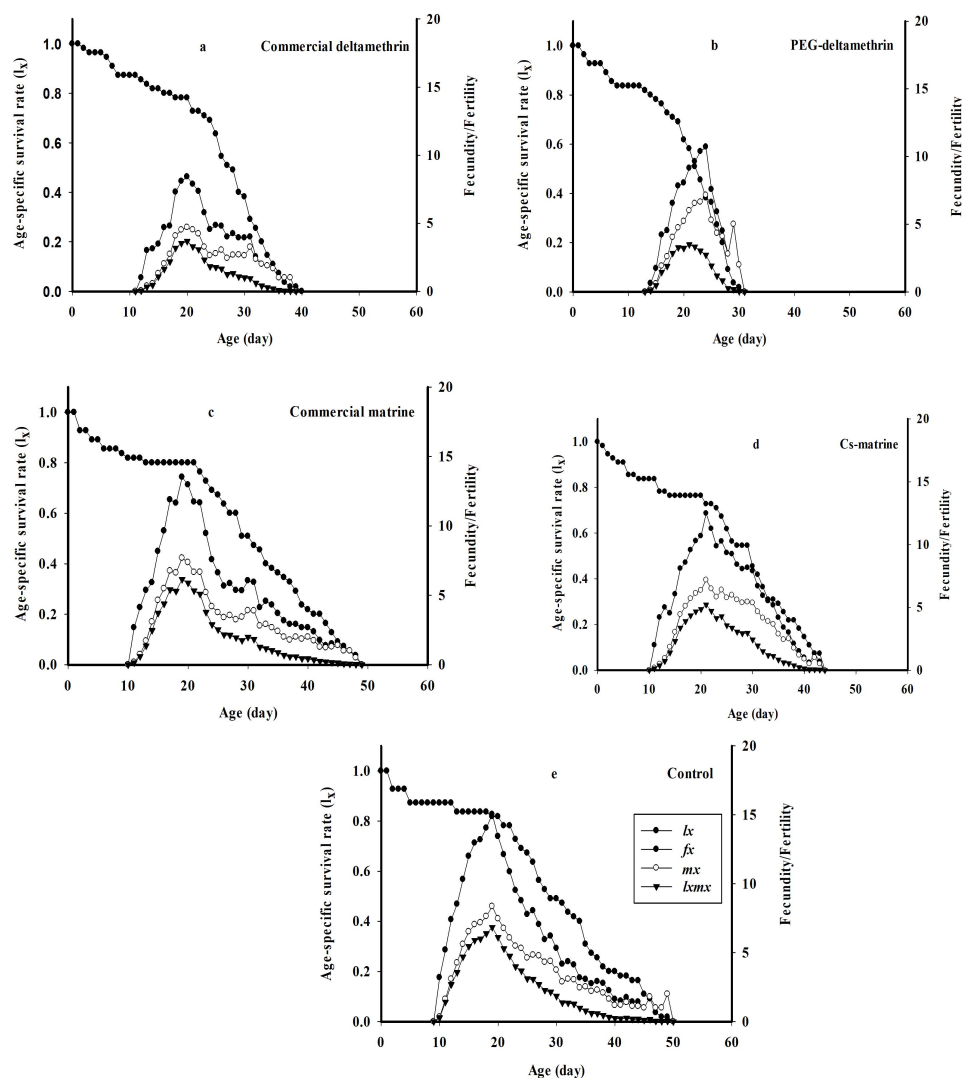 a
Commercial deltamethrin
Age-specific survival rate (lx)
1.0
0.8
0.6
0.4
0.2
0.0
20
15
10
5
0
Fecundity/Fertility
0 10 20 30 40 50 60
Age (day)
b
PEG-deltamethrin
Age-specific survival rate (lx)
1.0
0.8
0.6
0.4
0.2
0.0
20
15
10
5
0
Fecundity/Fertility
0 10 20 30 40 50 60
Age (day)
c
Commercial matrine
Age-specific survival rate (lx)
1.0
0.8
0.6
0.4
0.2
0.0
20
15
10
5
0
Fecundity/Fertility
0 10 20 30 40 50 60
Age (day)
d
Cs-matrine
Age-specific survival rate (lx)
1.0
0.8
0.6
0.4
0.2
0.0
20
15
10
5
0
Fecundity/Fertility
0 10 20 30 40 50 60
Age (day)
e
Control
Age-specific survival rate (lx)
1.0
0.8
0.6
0.4
0.2
0.0
20
15
10
5
0
Fecundity/Fertility
lx
fx
mx
lxmx
0 10 20 30 40 50 60
Age (day)